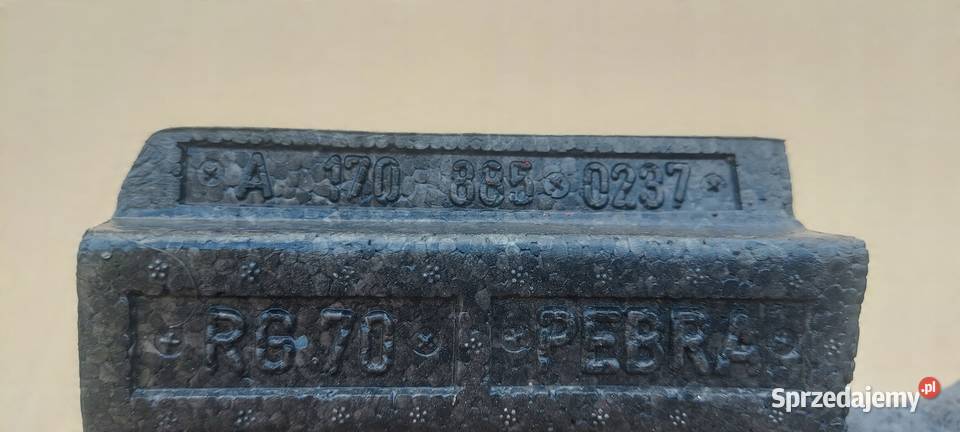 A 170 885 0237
RG 70 PEBRA
Sprzedajemy.pl